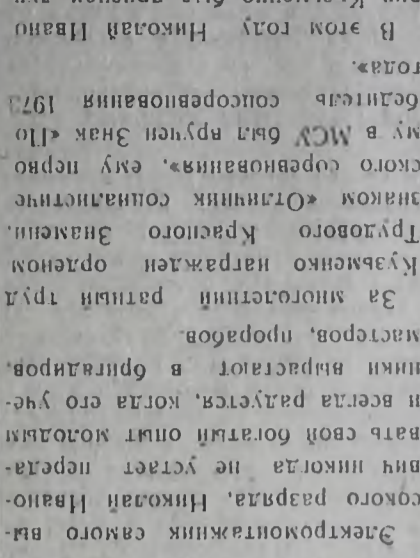 Электромонтажник самого вы-
сокого разряда, Николай Ивано-
вич никогда не устает переда-
вать свой богатый опыт молодым
и всегда радуется, когда его уче-
ники вырастают в бригадиров,
мастеров, прорабов.
За многолетний ратный труд
Кузьменко награжден орденом
Трудового Красного Знамени,
знаком «Отличник социалистиче
ского соревнования», ему перво
му в МСУ был вручен Знак «По
бедитель соцсоревнования 1973
года».
В этом году Николай Ивано